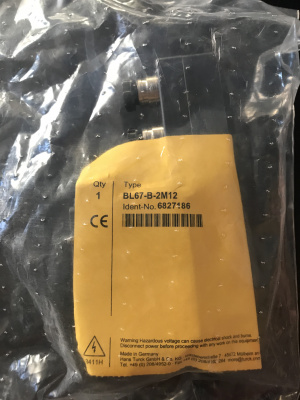 Qty Type
1 BL67-B-2M12
Ident-No. 6827186
CE
Warning Hazardous voltage can cause electrical shock and burns.
Disconnect power before proceeding with any work on this equipment
Made in Germany
Hans Turck GmbH & Co.